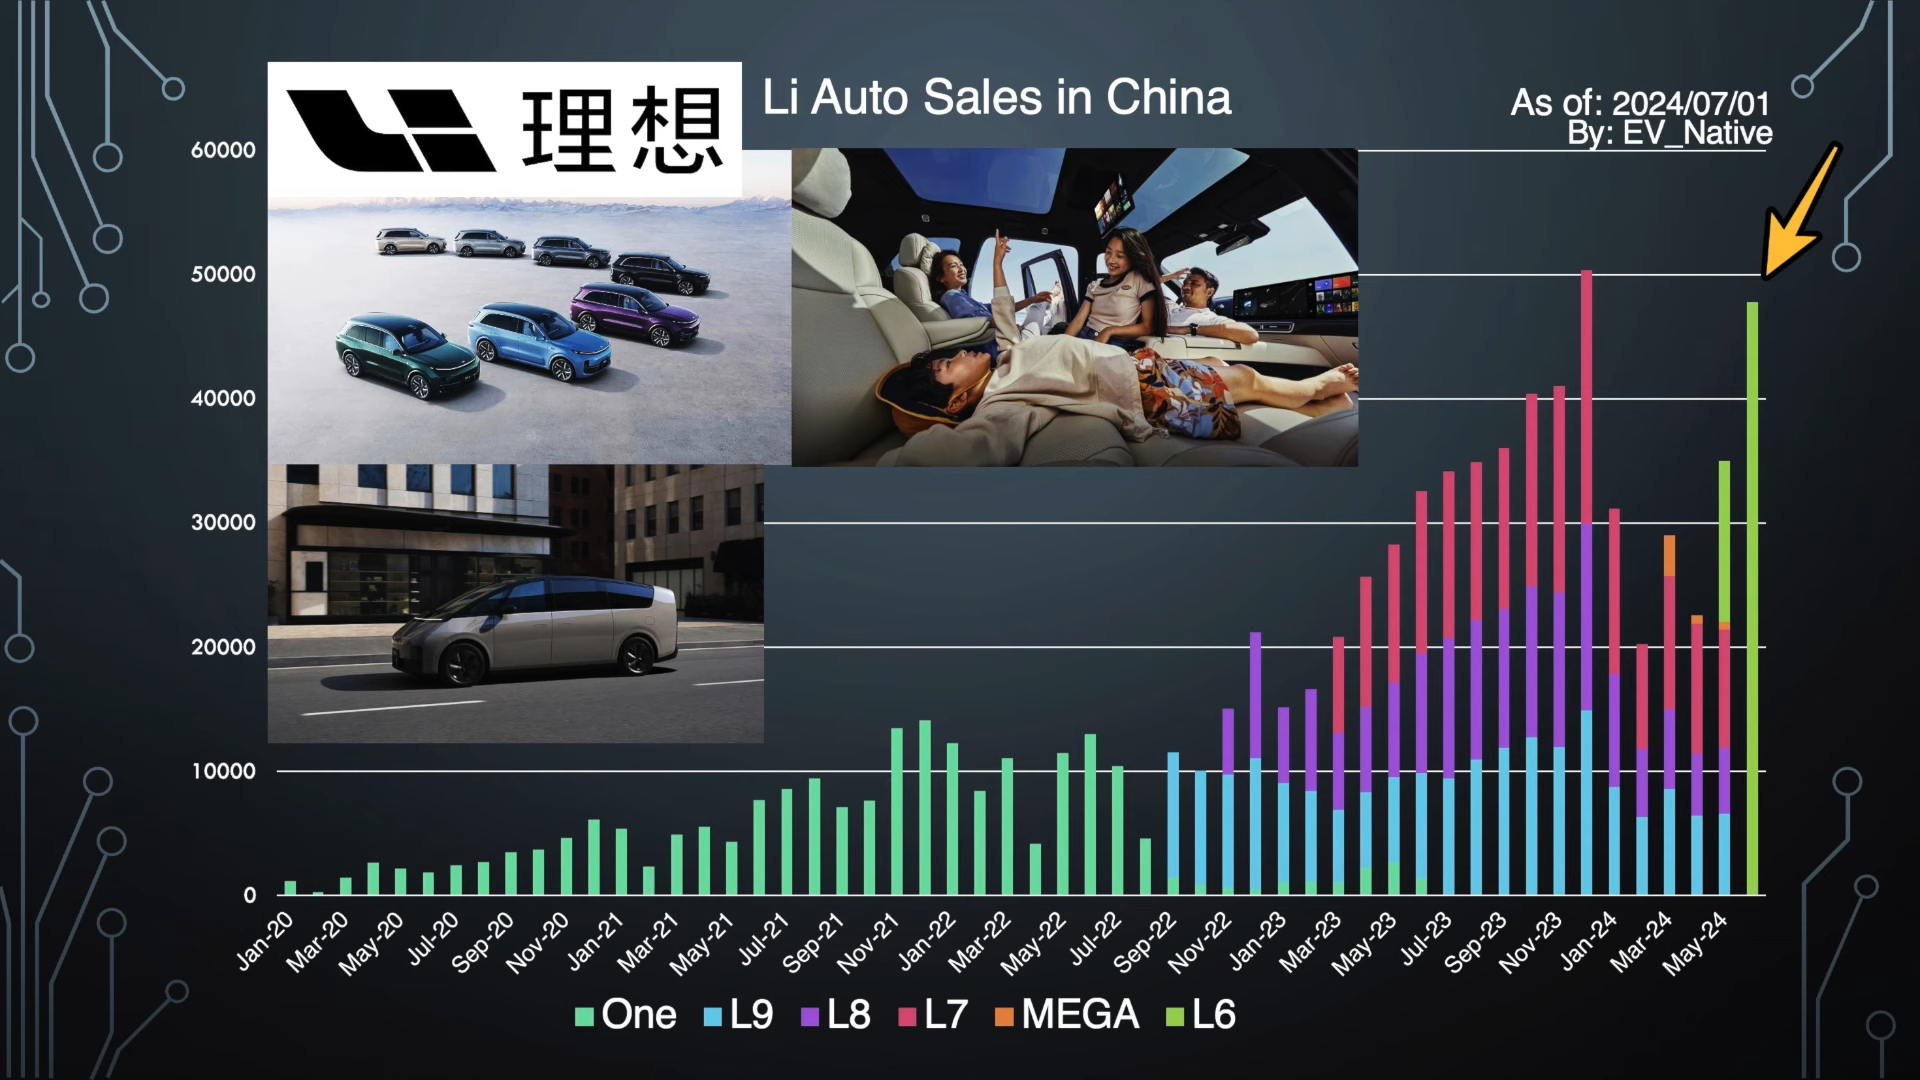 理想
Li Auto Sales in China
As of: 2024/07/01
By: EV_Native
60000
50000
40000
30000
20000
10000
0
Jan-20
Mar-20
May-20
Jul-20
Sep-20
Nov-20
Jan-21
Mar-21
May-21
Jul-21
Sep-21
Nov-21
Jan-22
Mar-22
May-22
Jul-22
Sep-22
Nov-22
Jan-23
Mar-23
May-23
Jul-23
Sep-23
Nov-23
Jan-24
Mar-24
May-24
One L9 L8 L7 MEGA L6